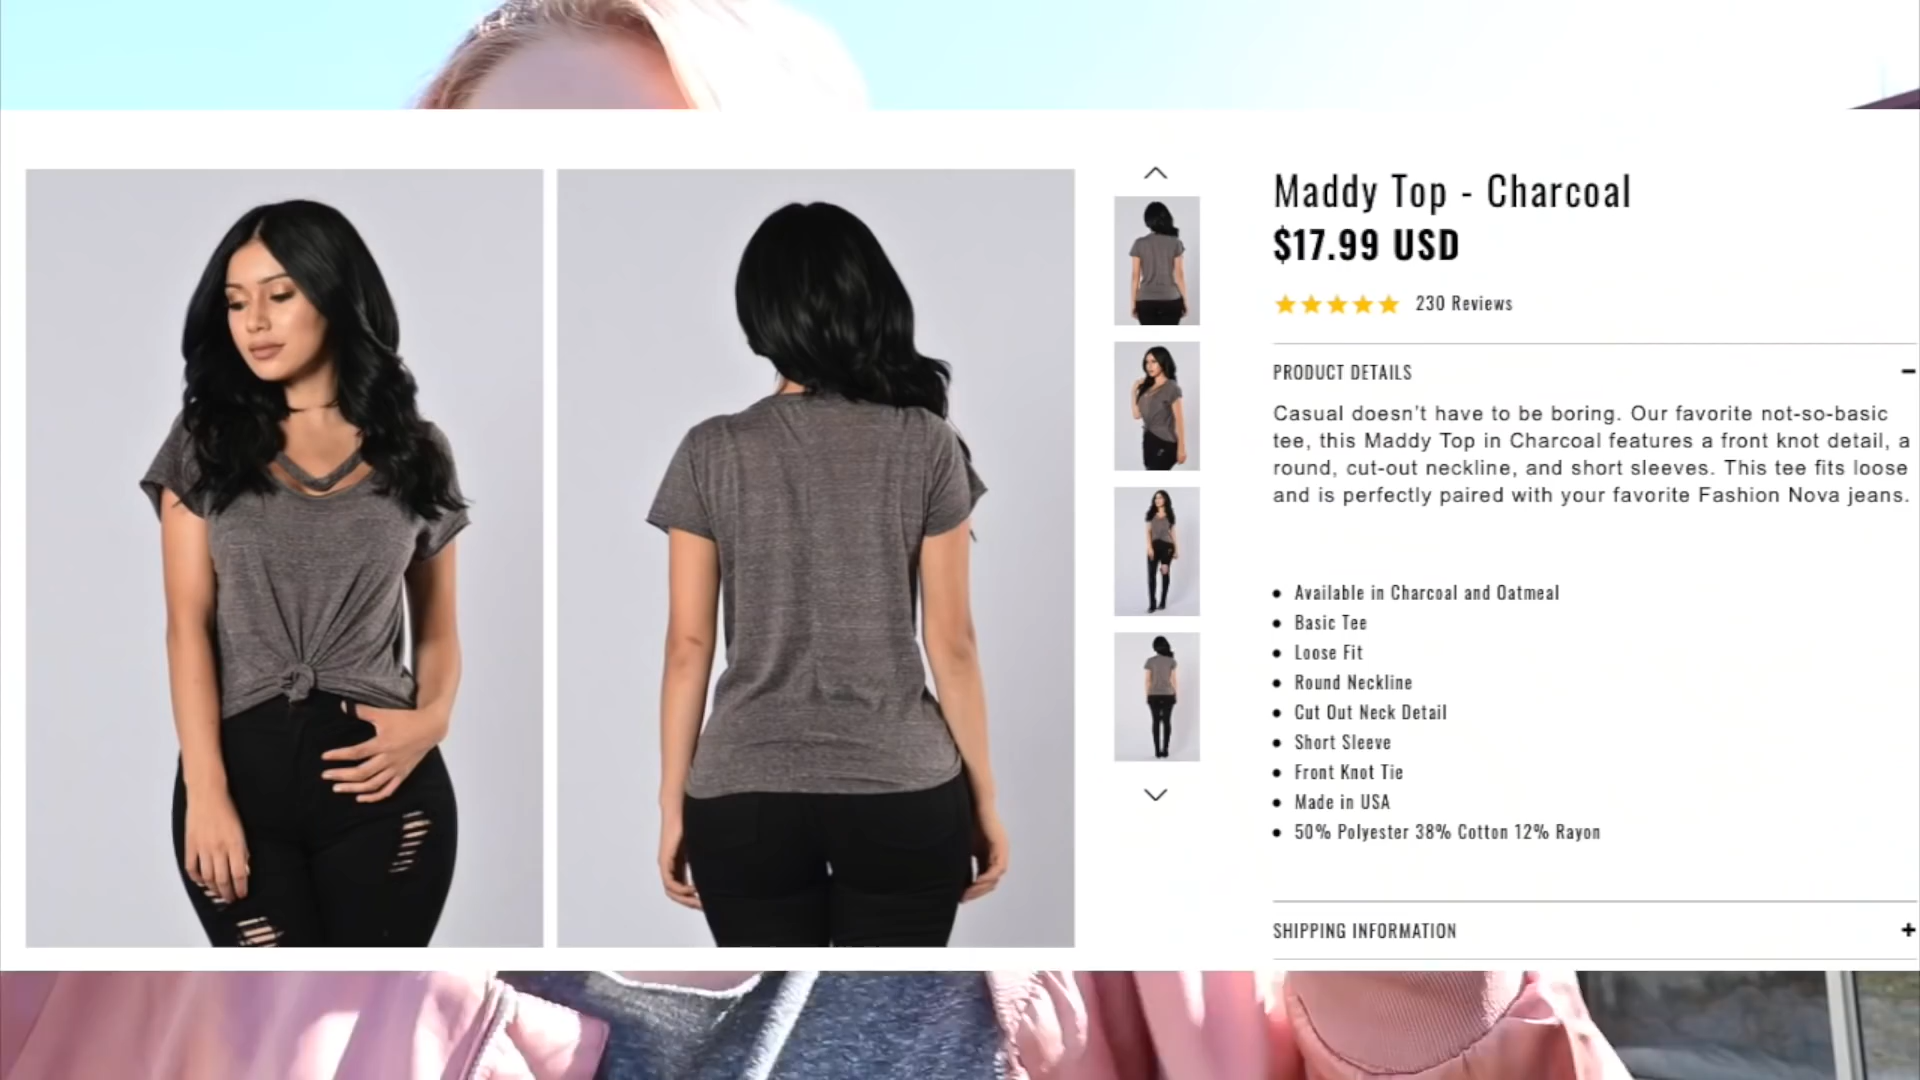 Maddy Top - Charcoal
$17.99 USD
230 Reviews
PRODUCT DETAILS
Casual doesn't have to be boring. Our favorite not-so-basic
tee, this Maddy Top in Charcoal features a front knot detail, a
round, cut-out neckline, and short sleeves. This tee fits loose
and is perfectly paired with your favorite Fashion Nova jeans.
Available in Charcoal and Oatmeal
Basic Tee
Loose Fit
Round Neckline
Cut Out Neck Detail
Short Sleeve
Front Knot Tie
Made in USA
50% Polyester 38% Cotton 12% Rayon
SHIPPING INFORMATION